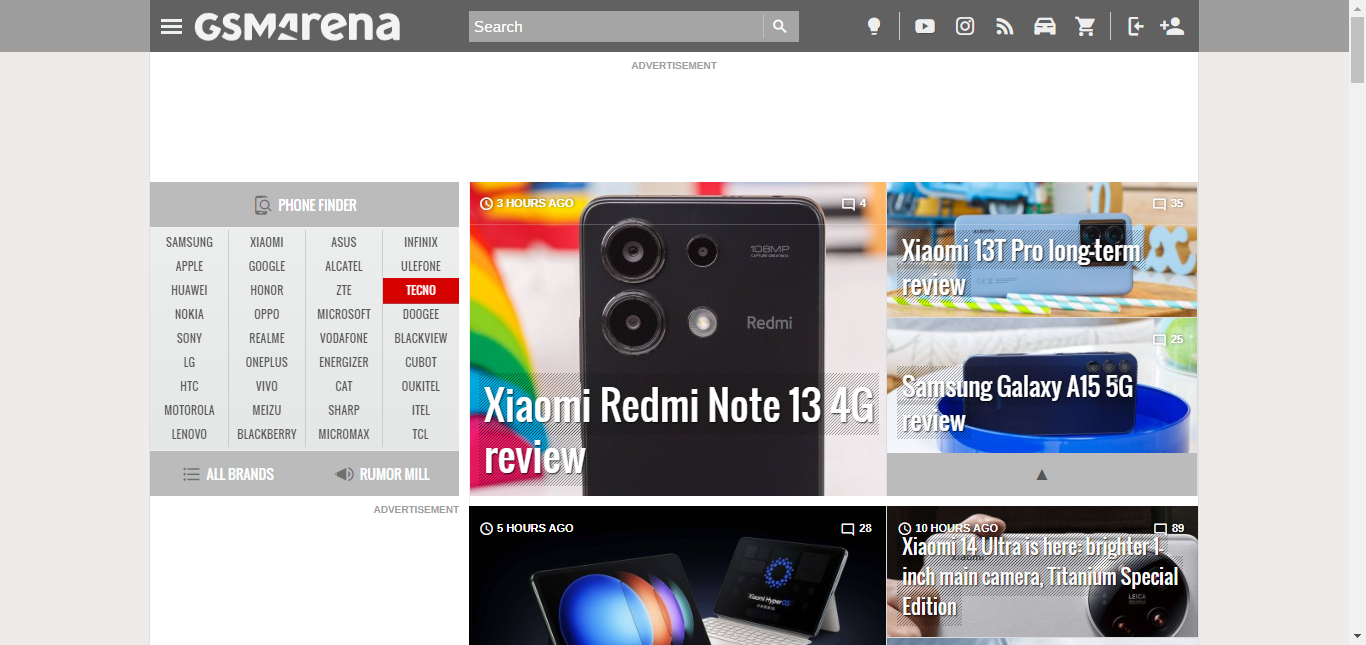 GSMArena
Search
ADVERTISEMENT
PHONE FINDER
SAMSUNG XIAOMI ASUS INFINIX
APPLE GOOGLE ALCATEL ULEFONE
HUAWEI HONOR ZTE TECNO
NOKIA OPPO MICROSOFT DOOGEE
SONY REALME VODAFONE BLACKVIEW
LG ONEPLUS ENERGIZER CUBOT
HTC VIVO CAT OUKITEL
MOTOROLA MEIZU SHARP ITEL
LENOVO BLACKBERRY MICROMAX TCL
ALL BRANDS RUMOR MILL
ADVERTISEMENT
3 HOURS AGO 4
108MP
CAPTURE GREATNESS
Redmi
Xiaomi Redmi Note 13 4G
review
35
Xiaomi 13T Pro long-term
review
25
Samsung Galaxy A15 5G
review
5 HOURS AGO 28
Xiaomi HyperOS
10 HOURS AGO 89
Xiaomi 14 Ultra is here: brighter 1-
inch main camera, Titanium Special
Edition
LEICA